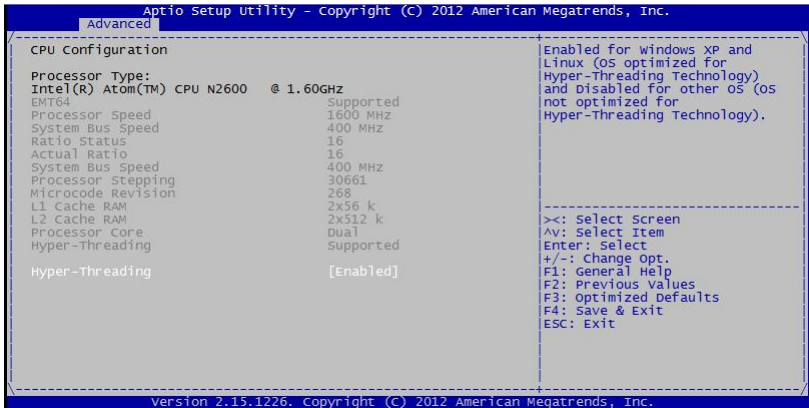 Aptio Setup Utility – Copyright (C) 2012 American Megatrends, Inc.
Advanced
CPU Configuration
Processor Type:
Intel(R) Atom(TM) CPU N2600 @ 1.60GHz
EMT64 Supported
Processor Speed 1600 MHz
System Bus Speed 400 MHz
Ratio Status 16
Actual Ratio 16
System Bus Speed 400 MHz
Processor Stepping 30661
Microcode Revision 268
L1 Cache RAM 2x56 k
L2 Cache RAM 2x512 k
Processor Core Dual
Hyper-Threading Supported
Hyper-Threading [Enabled]
Enabled for Windows XP and
Linux (OS optimized for
Hyper-Threading Technology)
and Disabled for other OS (OS
not optimized for
Hyper-Threading Technology).
><: Select Screen
^v: Select Item
Enter: Select
+/-: Change Opt.
F1: General Help
F2: Previous Values
F3: Optimized Defaults
F4: Save & Exit
ESC: Exit
Version 2.15.1226. Copyright (C) 2012 American Megatrends, Inc.